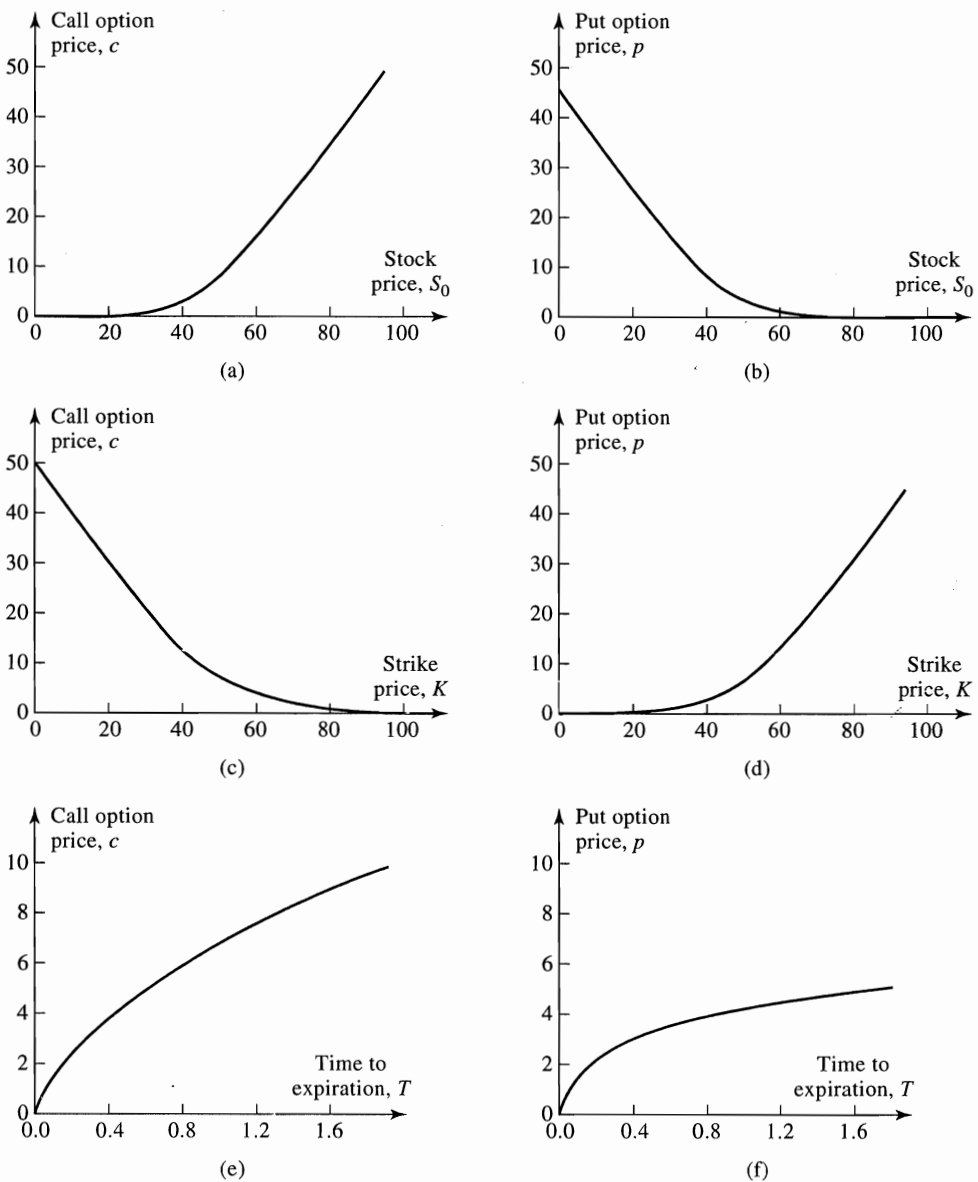 Call option
price, c
50
40
30
20
10
0
Stock
price, S0
0 20 40 60 80 100
(a)
Put option
price, p
50
40
30
20
10
0
Stock
price, S0
0 20 40 60 80 100
(b)
Call option
price, c
50
40
30
20
10
0
Strike
price, K
0 20 40 60 80 100
(c)
Put option
price, p
50
40
30
20
10
0
Strike
price, K
0 20 40 60 80 100
(d)
Call option
price, c
10
8
6
4
2
0
Time to
expiration, T
0.0 0.4 0.8 1.2 1.6
(e)
Put option
price, p
10
8
6
4
2
0
Time to
expiration, T
0.0 0.4 0.8 1.2 1.6
(f)